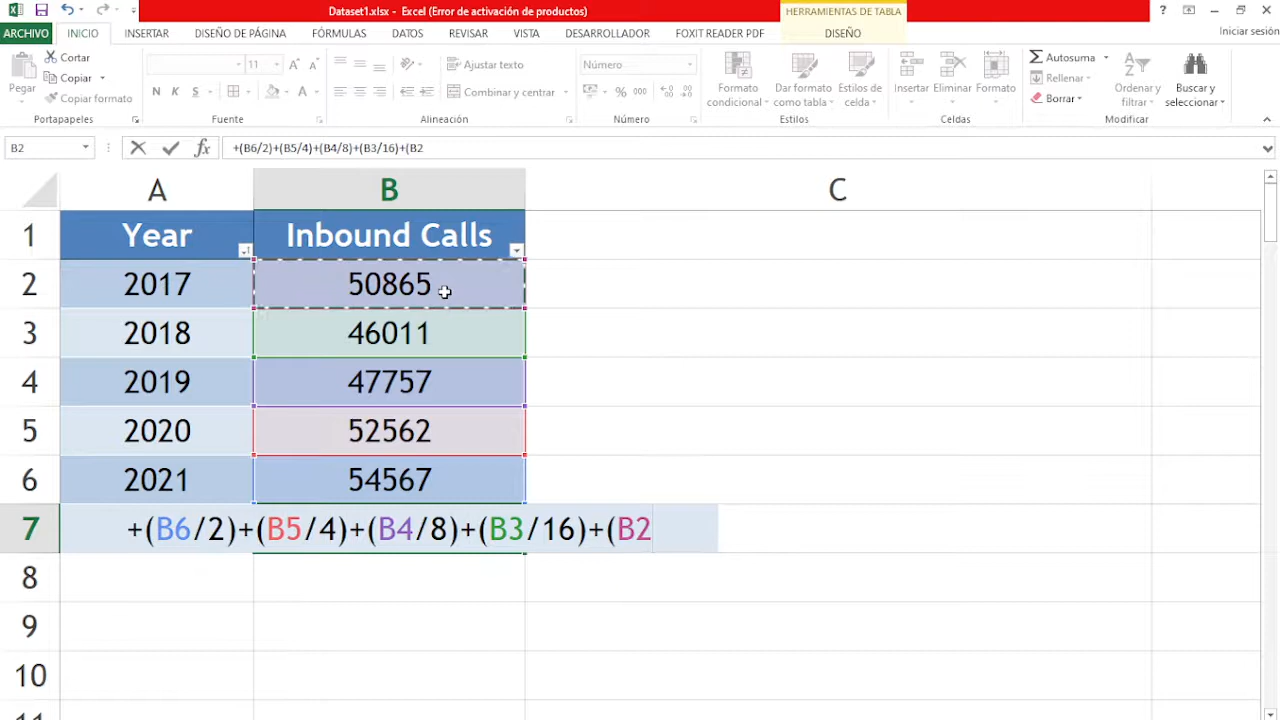 Dataset1.xlsx - Excel (Error de activación de productos)
HERRAMIENTAS DE TABLA
ARCHIVO INICIO INSERTAR DISEÑO DE PÁGINA FÓRMULAS DATOS REVISAR VISTA DESARROLLADOR FOXIT READER PDF DISEÑO Iniciar sesión
Pegar
Cortar
Copiar
Copiar formato
Portapapeles
11
N K S
Fuente
Ajustar texto
Combinar y centrar
Alineación
Número
% 000
Número
Formato condicional
Dar formato como tabla
Estilos de celda
Estilos
Insertar Eliminar Formato
Celdas
Autosuma
Rellenar
Borrar
Ordenar y filtrar
Buscar y seleccionar
Modificar
B2 fx +(B6/2)+(B5/4)+(B4/8)+(B3/16)+(B2
A B C
1 Year Inbound Calls
2 2017 50865
3 2018 46011
4 2019 47757
5 2020 52562
6 2021 54567
7 +(B6/2)+(B5/4)+(B4/8)+(B3/16)+(B2
8
9
10
11